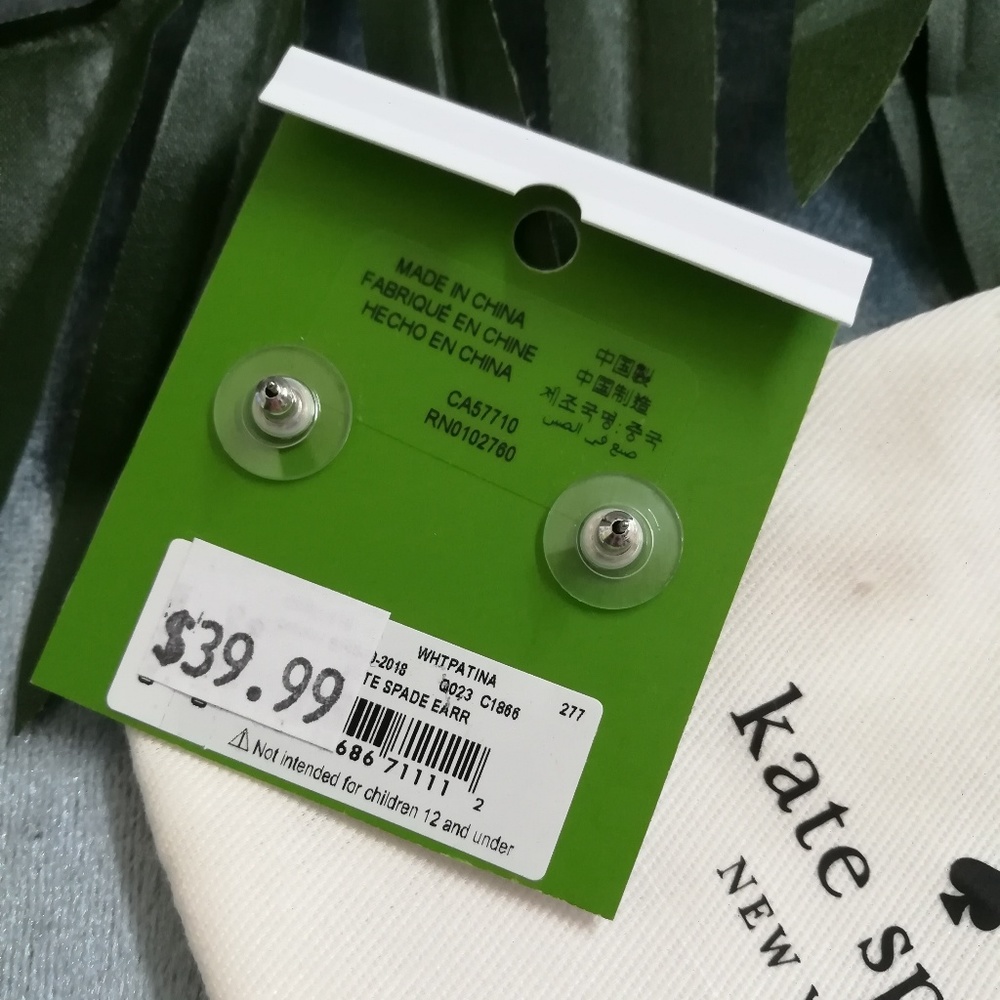 MADE IN CHINA
FABRIQUÉ EN CHINE
HECHO EN CHINA
中国製
中国制造
제조국명: 중국
صنع في الصين
CA57710
RN0102760
$39.99
WHTPATINA
-2018 Q023 C1866 277
TE SPADE EARR
686 71111 2
⚠ Not intended for children 12 and under
kate sp
NEW